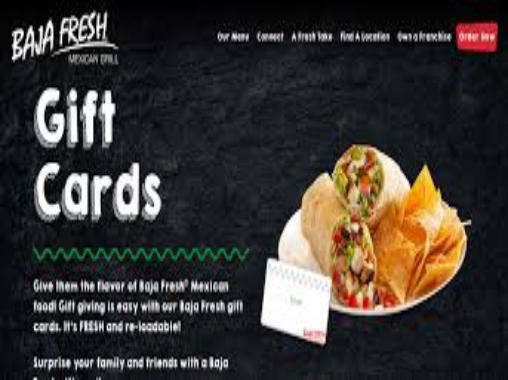 BAJA FRESH
MEXICAN GRILL
Our Menu Connect A Fresh Take Find A Location Own a Franchise Order Now
Gift
Cards
Give them the flavor of Baja Fresh® Mexican
food! Gift giving is easy with our Baja Fresh gift
cards. It's FRESH and re-loadable!
Surprise your family and friends with a Baja